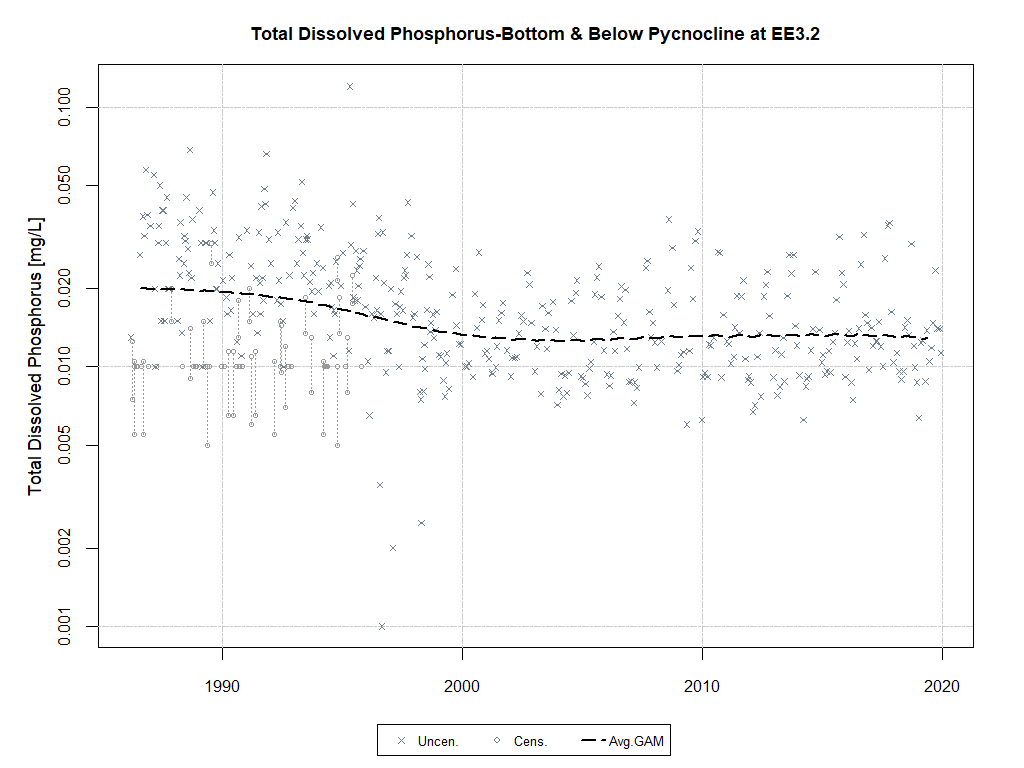 Total Dissolved Phosphorus-Bottom & Below Pycnocline at EE3.2
Total Dissolved Phosphorus [mg/L]
0.100
0.050
0.020
0.010
0.005
0.002
0.001
1990
2000
2010
2020
Uncen.
Cens.
Avg.GAM